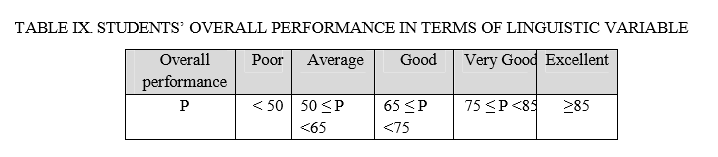 TABLE IX. STUDENTS' OVERALL PERFORMANCE IN TERMS OF LINGUISTIC VARIABLE
Overall performance Poor Average Good Very Good Excellent
P < 50 50 ≤ P <65 65 ≤ P <75 75 ≤ P <85 ≥85